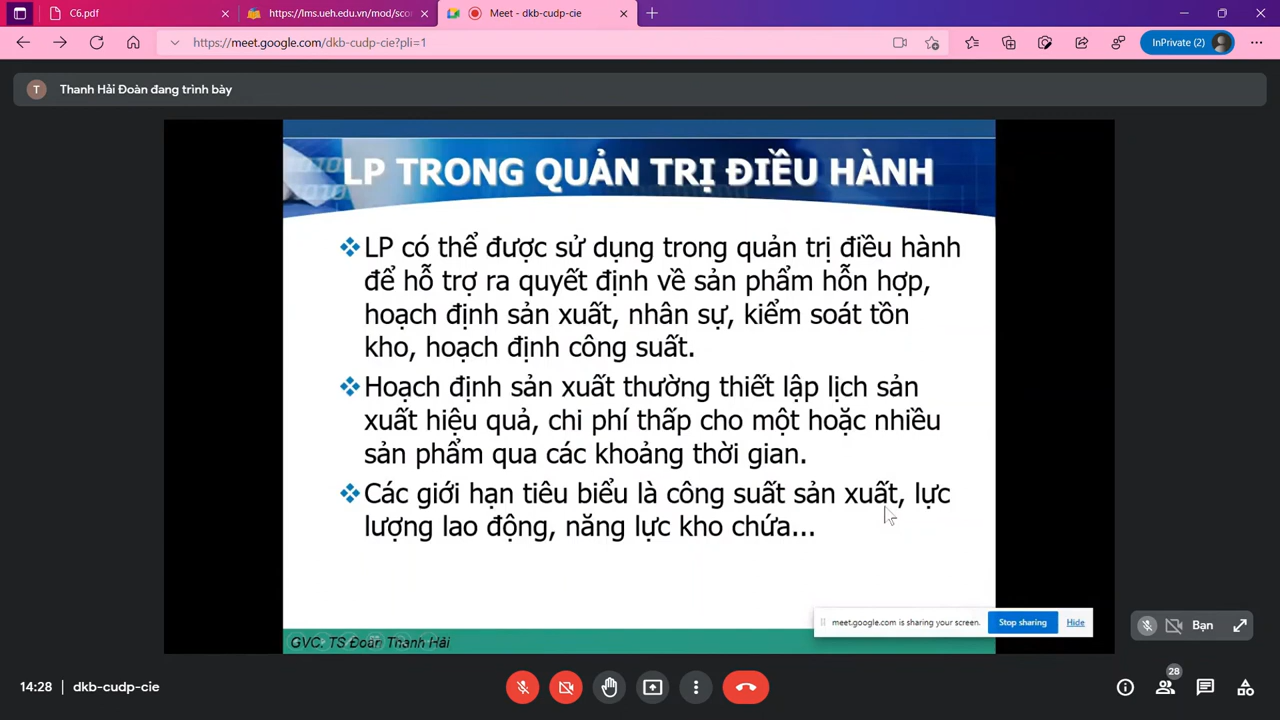 C6.pdf
https://lms.ueh.edu.vn/mod/sco
Meet - dkb-cudp-cie
https://meet.google.com/dkb-cudp-cie?pli=1
InPrivate (2)
T
Thanh Hải Đoàn đang trình bày
LP TRONG QUẢN TRỊ ĐIỀU HÀNH
LP có thể được sử dụng trong quản trị điều hành
để hỗ trợ ra quyết định về sản phẩm hỗn hợp,
hoạch định sản xuất, nhân sự, kiểm soát tồn
kho, hoạch định công suất.
Hoạch định sản xuất thường thiết lập lịch sản
xuất hiệu quả, chi phí thấp cho một hoặc nhiều
sản phẩm qua các khoảng thời gian.
Các giới hạn tiêu biểu là công suất sản xuất, lực
lượng lao động, năng lực kho chứa...
meet.google.com is sharing your screen.
Stop sharing
Hide
Bạn
GVC. TS Đoàn Thanh Hải
14:28 | dkb-cudp-cie
28